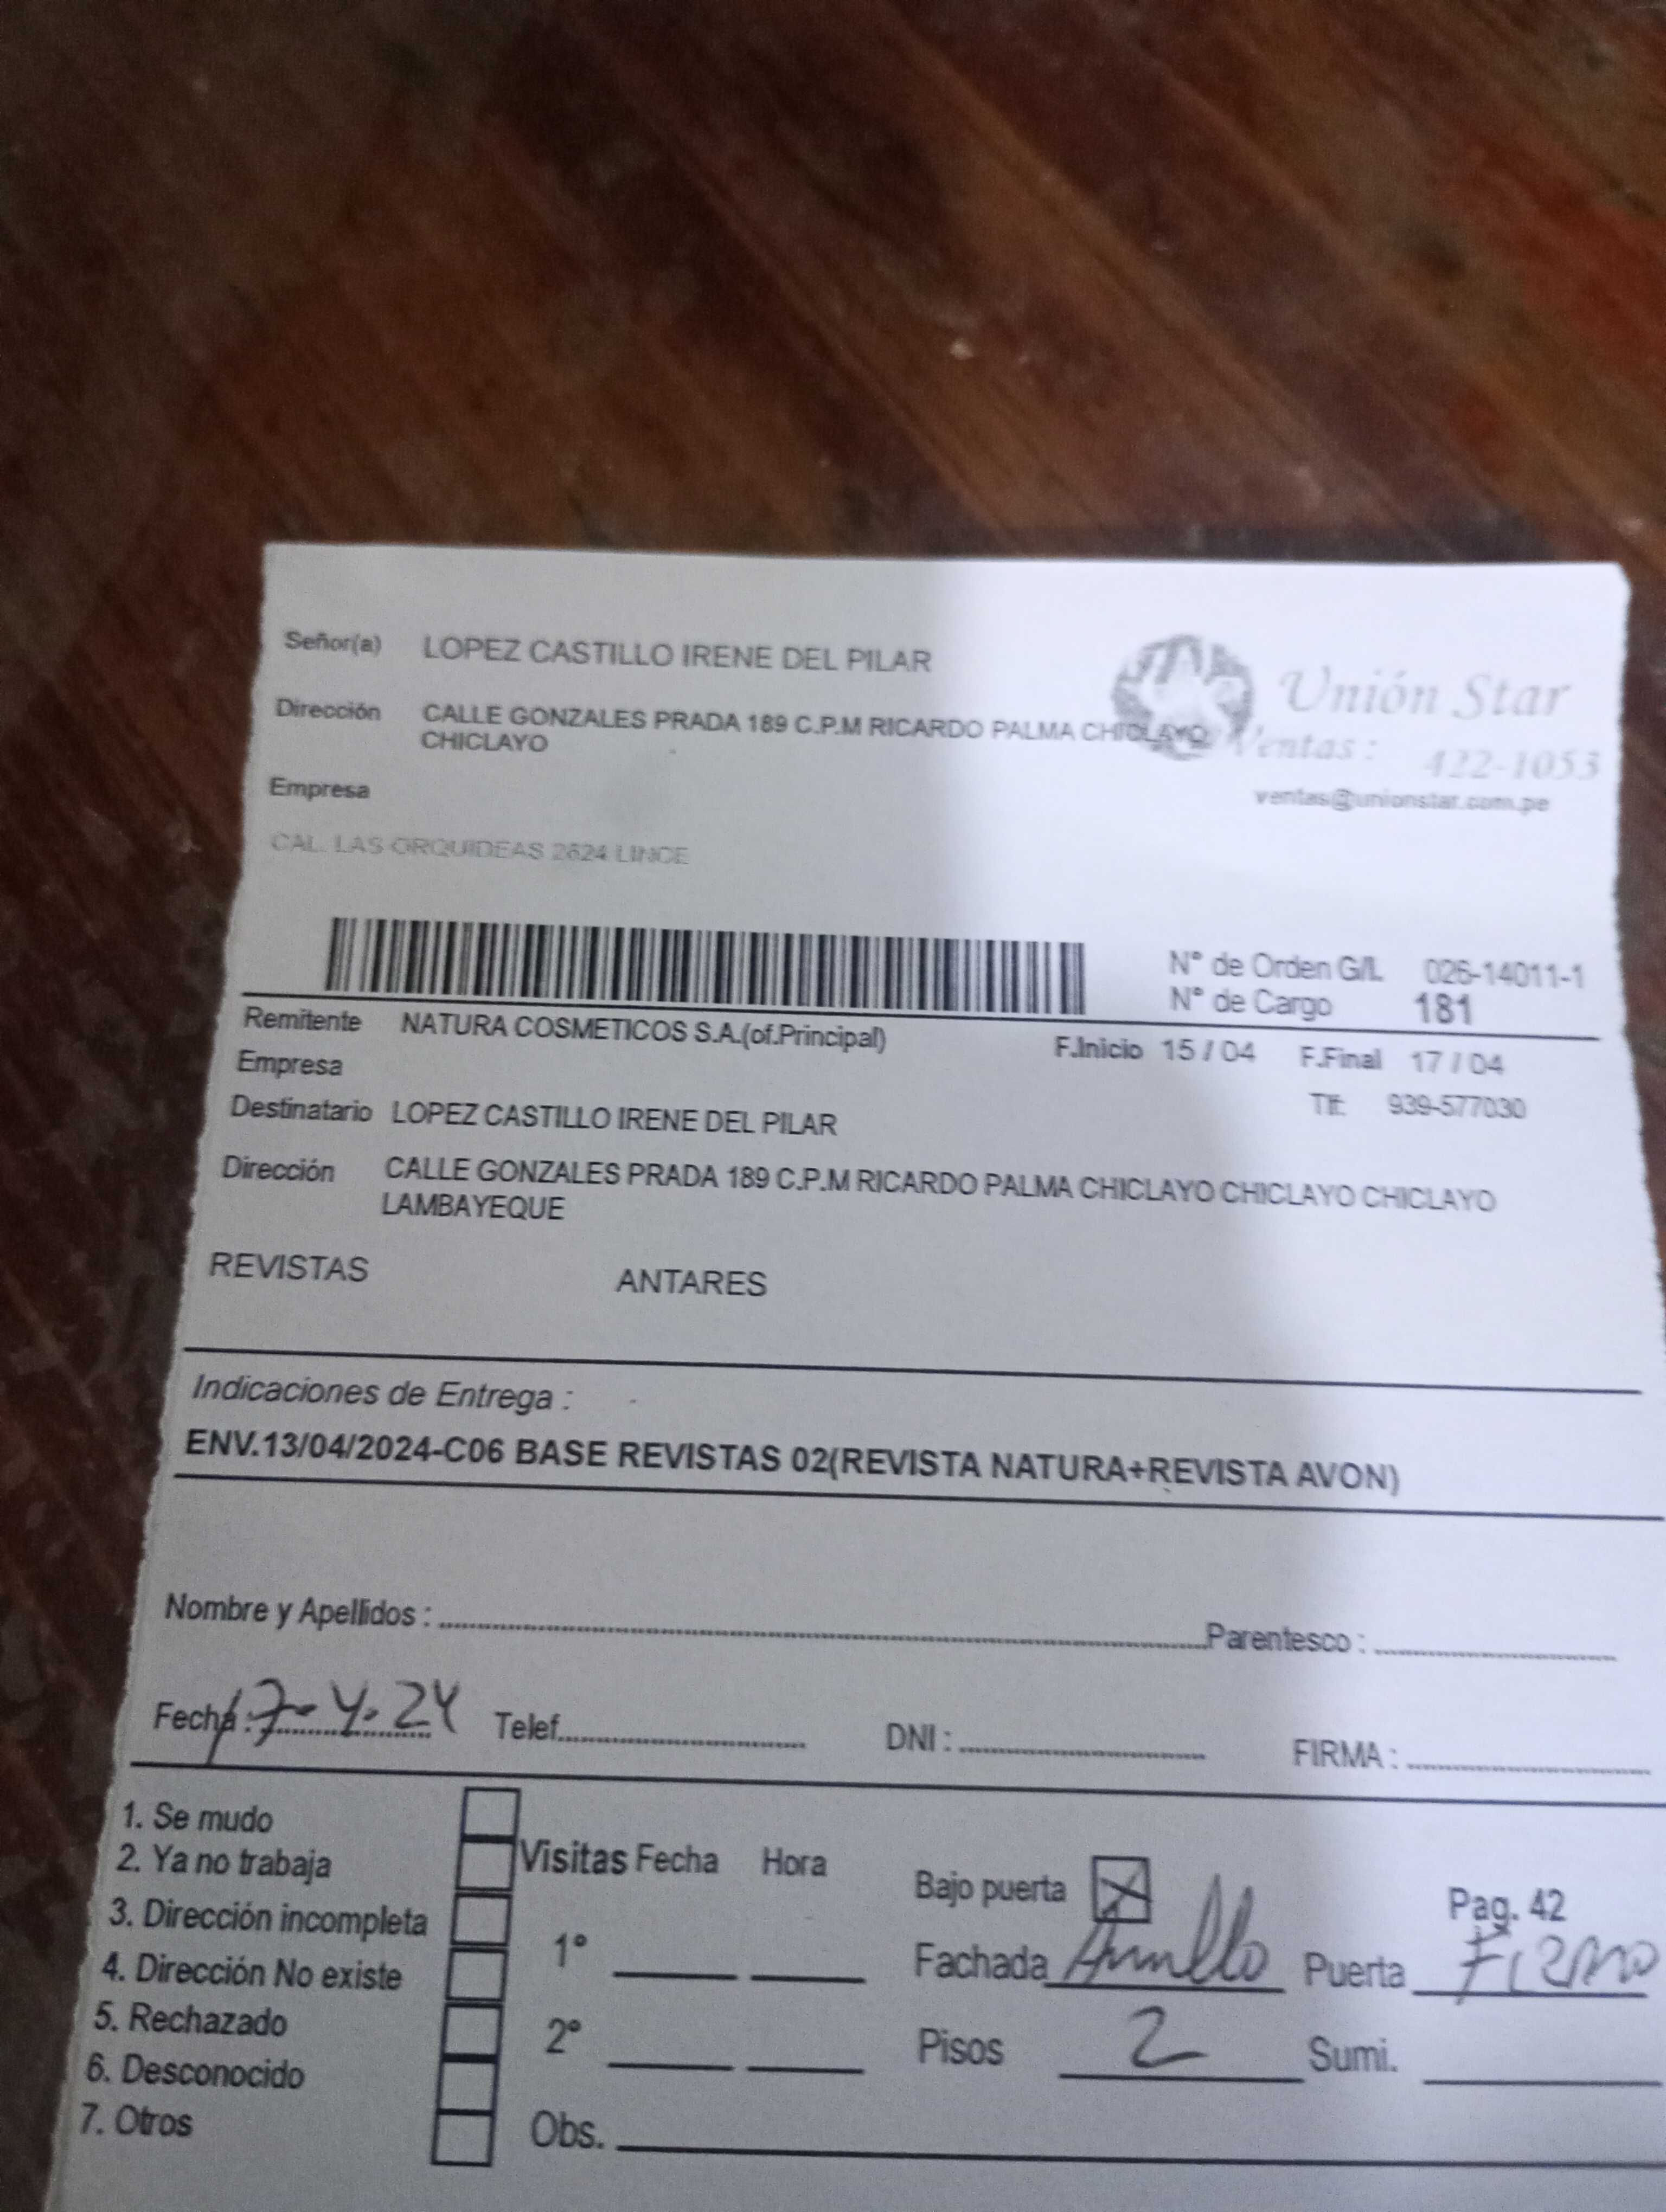 Señor(a) LOPEZ CASTILLO IRENE DEL PILAR
Unión Star
Dirección CALLE GONZALES PRADA 189 C.P.M RICARDO PALMA CHICLAYO
CHICLAYO
Ventas : 422-1053
ventas@unionstar.com.pe
Empresa
CAL. LAS ORQUIDEAS 2624 LINCE
N° de Orden G/L 026-14011-1
N° de Cargo 181
Remitente NATURA COSMETICOS S.A.(of.Principal) F.Inicio 15 / 04 F.Final 17 / 04
Empresa
Tlf: 939-577030
Destinatario LOPEZ CASTILLO IRENE DEL PILAR
Dirección CALLE GONZALES PRADA 189 C.P.M RICARDO PALMA CHICLAYO CHICLAYO CHICLAYO
LAMBAYEQUE
REVISTAS ANTARES
Indicaciones de Entrega :
ENV.13/04/2024-C06 BASE REVISTAS 02(REVISTA NATURA+REVISTA AVON)
Nombre y Apellidos : Parentesco :
Fecha : 17-4-24 Telef. DNI : FIRMA :
1. Se mudo
2. Ya no trabaja
3. Dirección incompleta
4. Dirección No existe
5. Rechazado
6. Desconocido
7. Otros
Visitas Fecha Hora
1°
2°
Obs.
Bajo puerta X Pag. 42
Fachada Puerta Fierro
Pisos 2 Sumi.